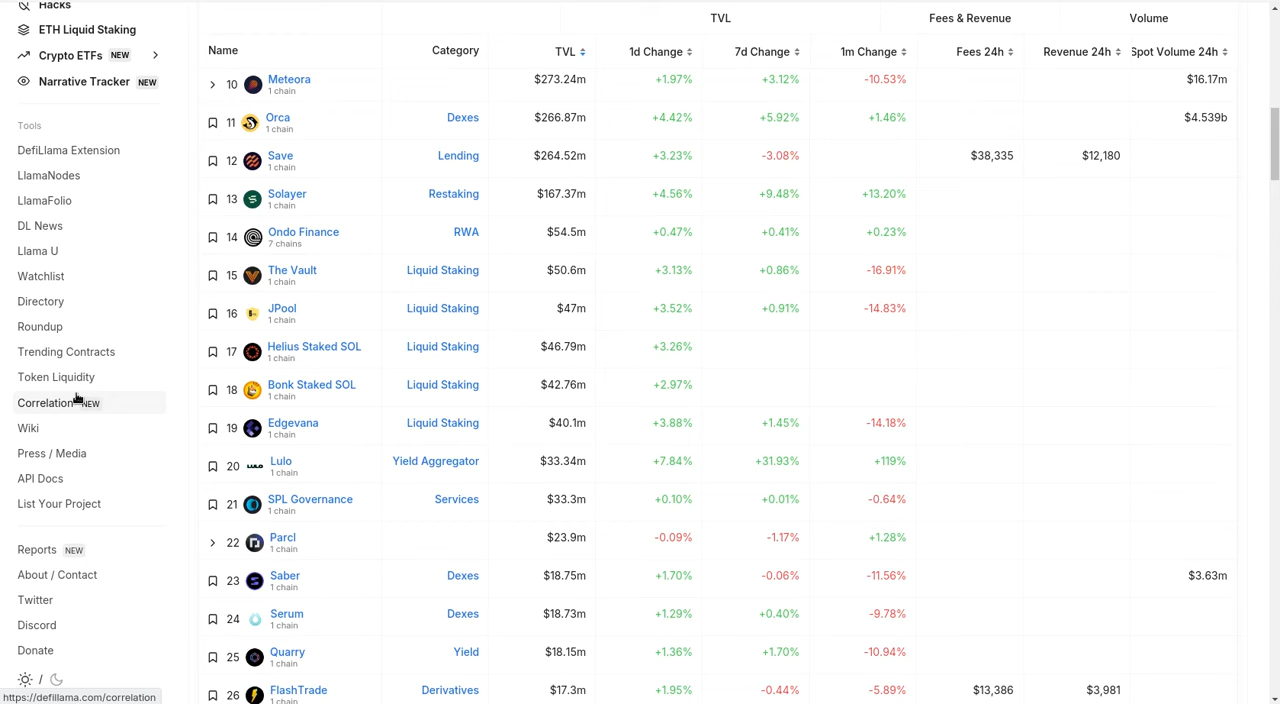 Hacks
ETH Liquid Staking
Crypto ETFs NEW
Narrative Tracker NEW
Tools
DefiLlama Extension
LlamaNodes
LlamaFolio
DL News
Llama U
Watchlist
Directory
Roundup
Trending Contracts
Token Liquidity
Correlation NEW
Wiki
Press / Media
API Docs
List Your Project
Reports NEW
About / Contact
Twitter
Discord
Donate
/
https://defillama.com/correlation
TVL Fees & Revenue Volume
Name Category TVL 1d Change 7d Change 1m Change Fees 24h Revenue 24h Spot Volume 24h
10 Meteora $273.24m +1.97% +3.12% -10.53% $16.17m
1 chain
11 Orca Dexes $266.87m +4.42% +5.92% +1.46% $4.539b
1 chain
12 Save Lending $264.52m +3.23% -3.08% $38,335 $12,180
1 chain
13 Solayer Restaking $167.37m +4.56% +9.48% +13.20%
1 chain
14 Ondo Finance RWA $54.5m +0.47% +0.41% +0.23%
7 chains
15 The Vault Liquid Staking $50.6m +3.13% +0.86% -16.91%
1 chain
16 JPool Liquid Staking $47m +3.52% +0.91% -14.83%
1 chain
17 Helius Staked SOL Liquid Staking $46.79m +3.26%
1 chain
18 Bonk Staked SOL Liquid Staking $42.76m +2.97%
1 chain
19 Edgevana Liquid Staking $40.1m +3.88% +1.45% -14.18%
1 chain
20 Lulo Yield Aggregator $33.34m +7.84% +31.93% +119%
1 chain
21 SPL Governance Services $33.3m +0.10% +0.01% -0.64%
1 chain
22 Parcl $23.9m -0.09% -1.17% +1.28%
1 chain
23 Saber Dexes $18.75m +1.70% -0.06% -11.56% $3.63m
1 chain
24 Serum Dexes $18.73m +1.29% +0.40% -9.78%
1 chain
25 Quarry Yield $18.15m +1.36% +1.70% -10.94%
1 chain
26 FlashTrade Derivatives $17.3m +1.95% -0.44% -5.89% $13,386 $3,981
1 chain